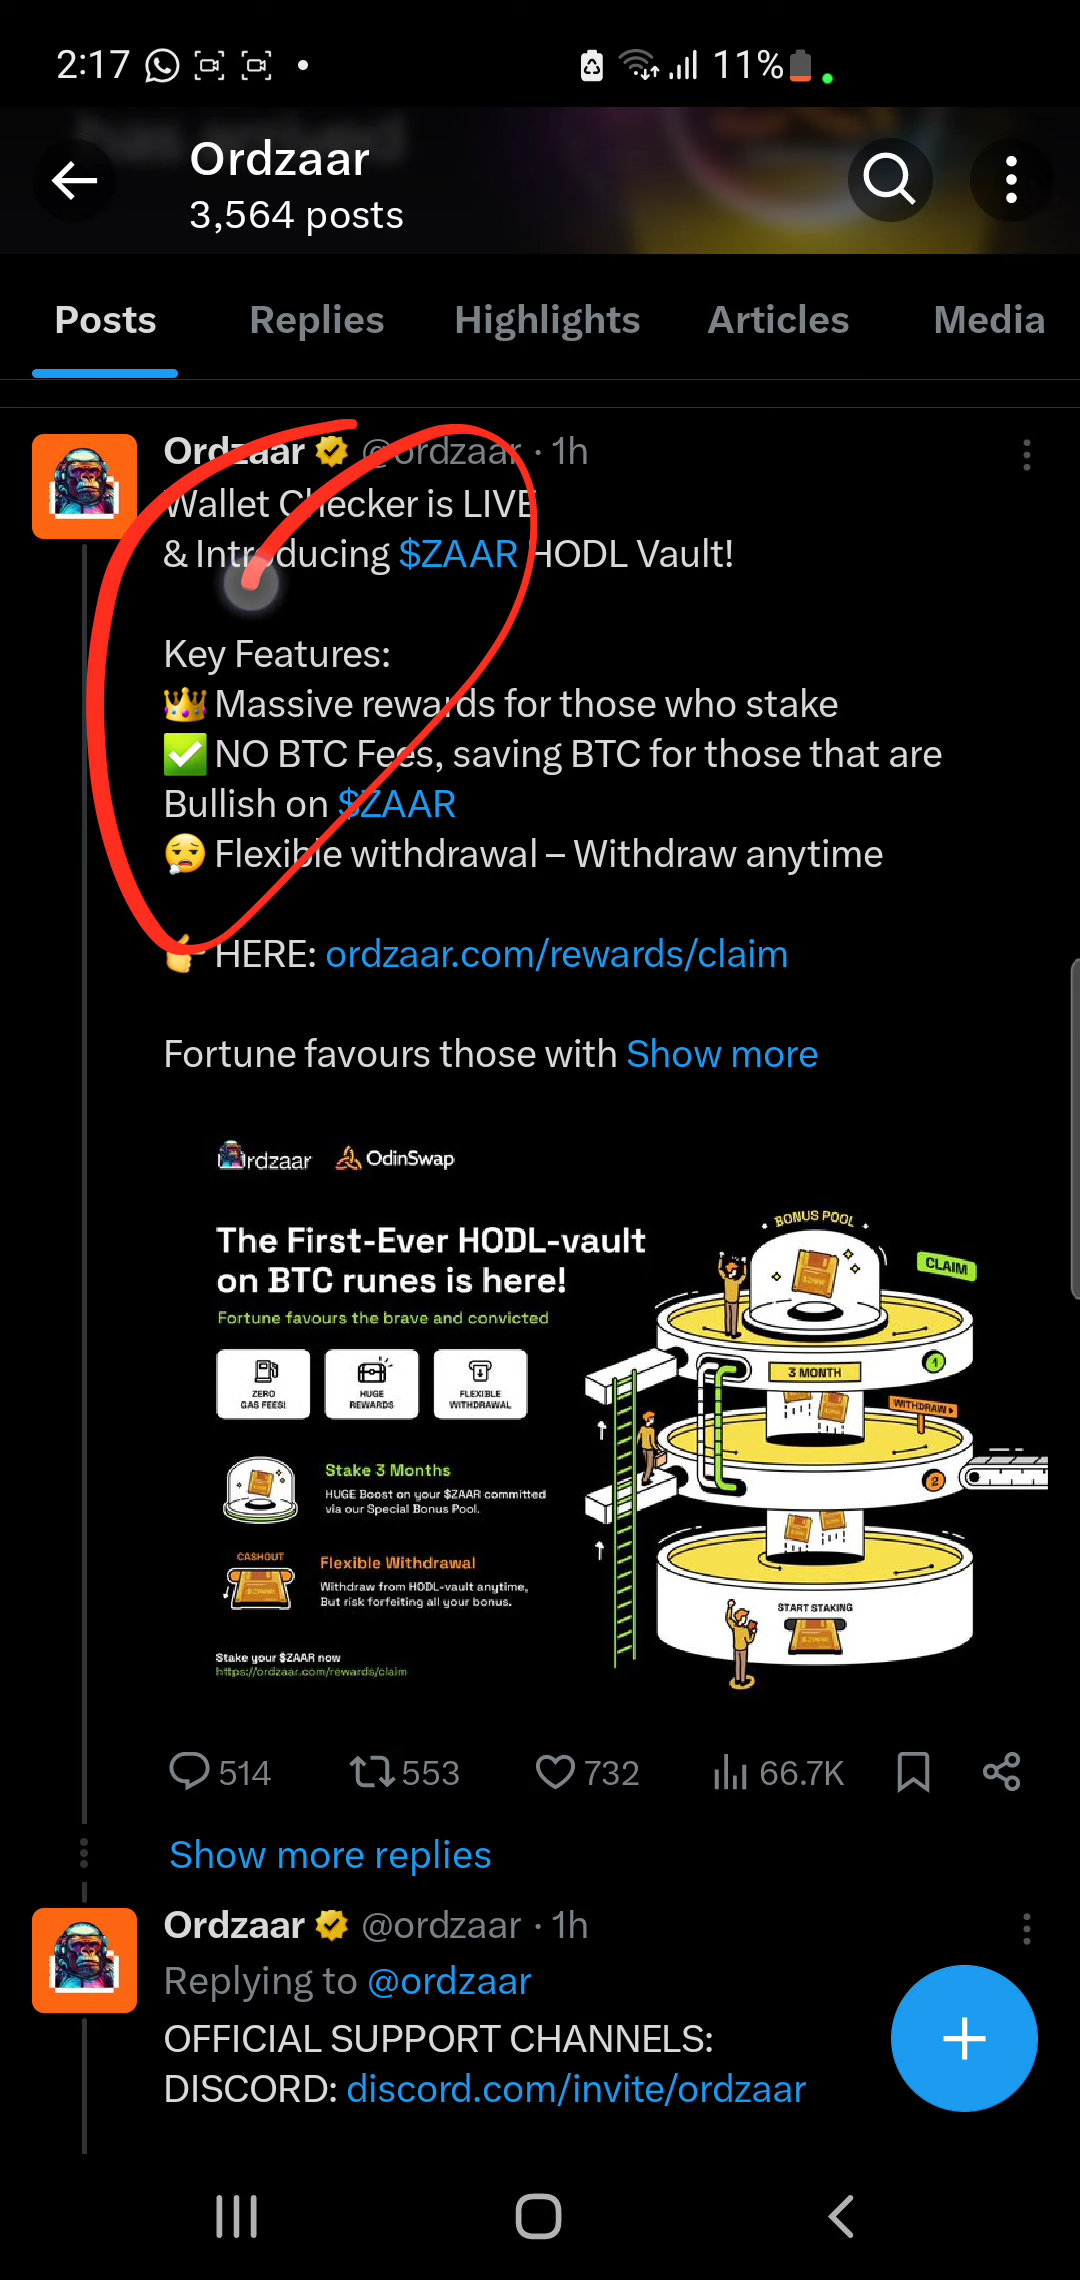 2:17
11%
Ordzaar
3,564 posts
Posts Replies Highlights Articles Media
Ordzaar @ordzaar · 1h
Wallet Checker is LIVE
& Introducing $ZAAR HODL Vault!
Key Features:
👑 Massive rewards for those who stake
✅ NO BTC Fees, saving BTC for those that are
Bullish on $ZAAR
😮‍💨 Flexible withdrawal – Withdraw anytime
👉 HERE: ordzaar.com/rewards/claim
Fortune favours those with Show more
Ordzaar OdinSwap
The First-Ever HODL-vault
on BTC runes is here!
Fortune favours the brave and convicted
ZERO
GAS FEES!
HUGE
REWARDS
FLEXIBLE
WITHDRAWAL
Stake 3 Months
HUGE Boost on your $ZAAR committed
via our Special Bonus Pool.
CASHOUT
Flexible Withdrawal
Withdraw from HODL-vault anytime,
But risk forfeiting all your bonus.
Stake your $ZAAR now
https://ordzaar.com/rewards/claim
BONUS POOL
CLAIM
3 MONTH
1
WITHDRAW
2
START STAKING
$ZAAR
514 553 732 66.7K
Show more replies
Ordzaar @ordzaar · 1h
Replying to @ordzaar
OFFICIAL SUPPORT CHANNELS:
DISCORD: discord.com/invite/ordzaar